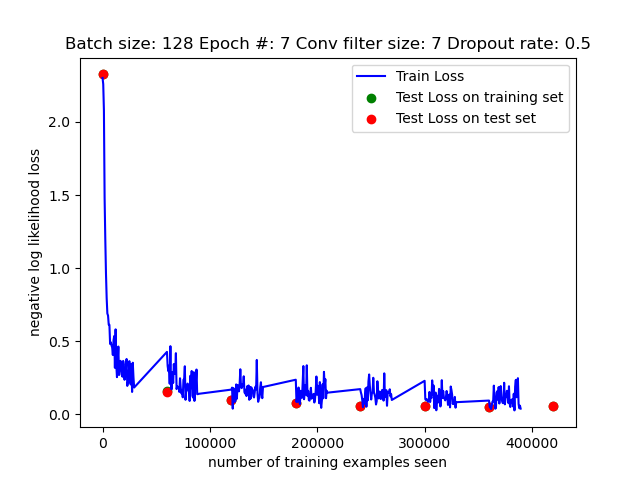 Batch size: 128 Epoch #: 7 Conv filter size: 7 Dropout rate: 0.5
Train Loss
Test Loss on training set
Test Loss on test set
negative log likelihood loss
2.0
1.5
1.0
0.5
0.0
0
100000
200000
300000
400000
number of training examples seen